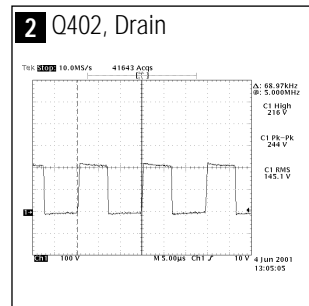 2 Q402, Drain
Tek Stop: 10.0MS/s 41643 Acqs
Δ: 68.97kHz
@: 5.000MHz
C1 High
216 V
C1 Pk-Pk
244 V
C1 RMS
145.1 V
1
Ch1 100 V M 5.00µs Ch1 10 V
4 Jun 2001
13:05:05